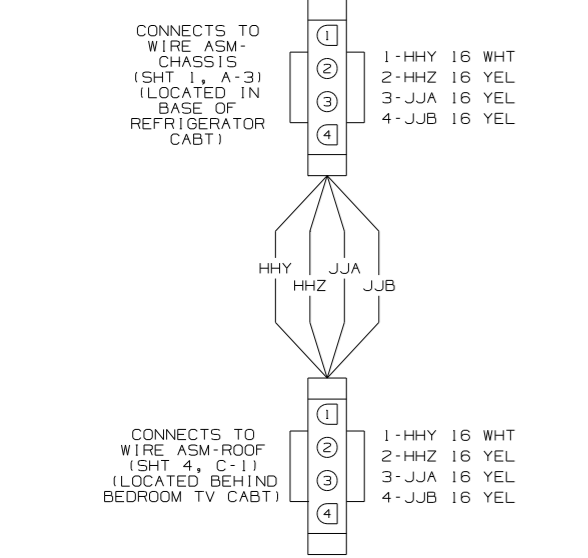 CONNECTS TO
WIRE ASM-
CHASSIS
(SHT 1, A-3)
(LOCATED IN
BASE OF
REFRIGERATOR
CABT)
1
2
3
4
1-HHY 16 WHT
2-HHZ 16 YEL
3-JJA 16 YEL
4-JJB 16 YEL
HHY
HHZ
JJA
JJB
CONNECTS TO
WIRE ASM-ROOF
(SHT 4, C-1)
(LOCATED BEHIND
BEDROOM TV CABT)
1
2
3
4
1-HHY 16 WHT
2-HHZ 16 YEL
3-JJA 16 YEL
4-JJB 16 YEL